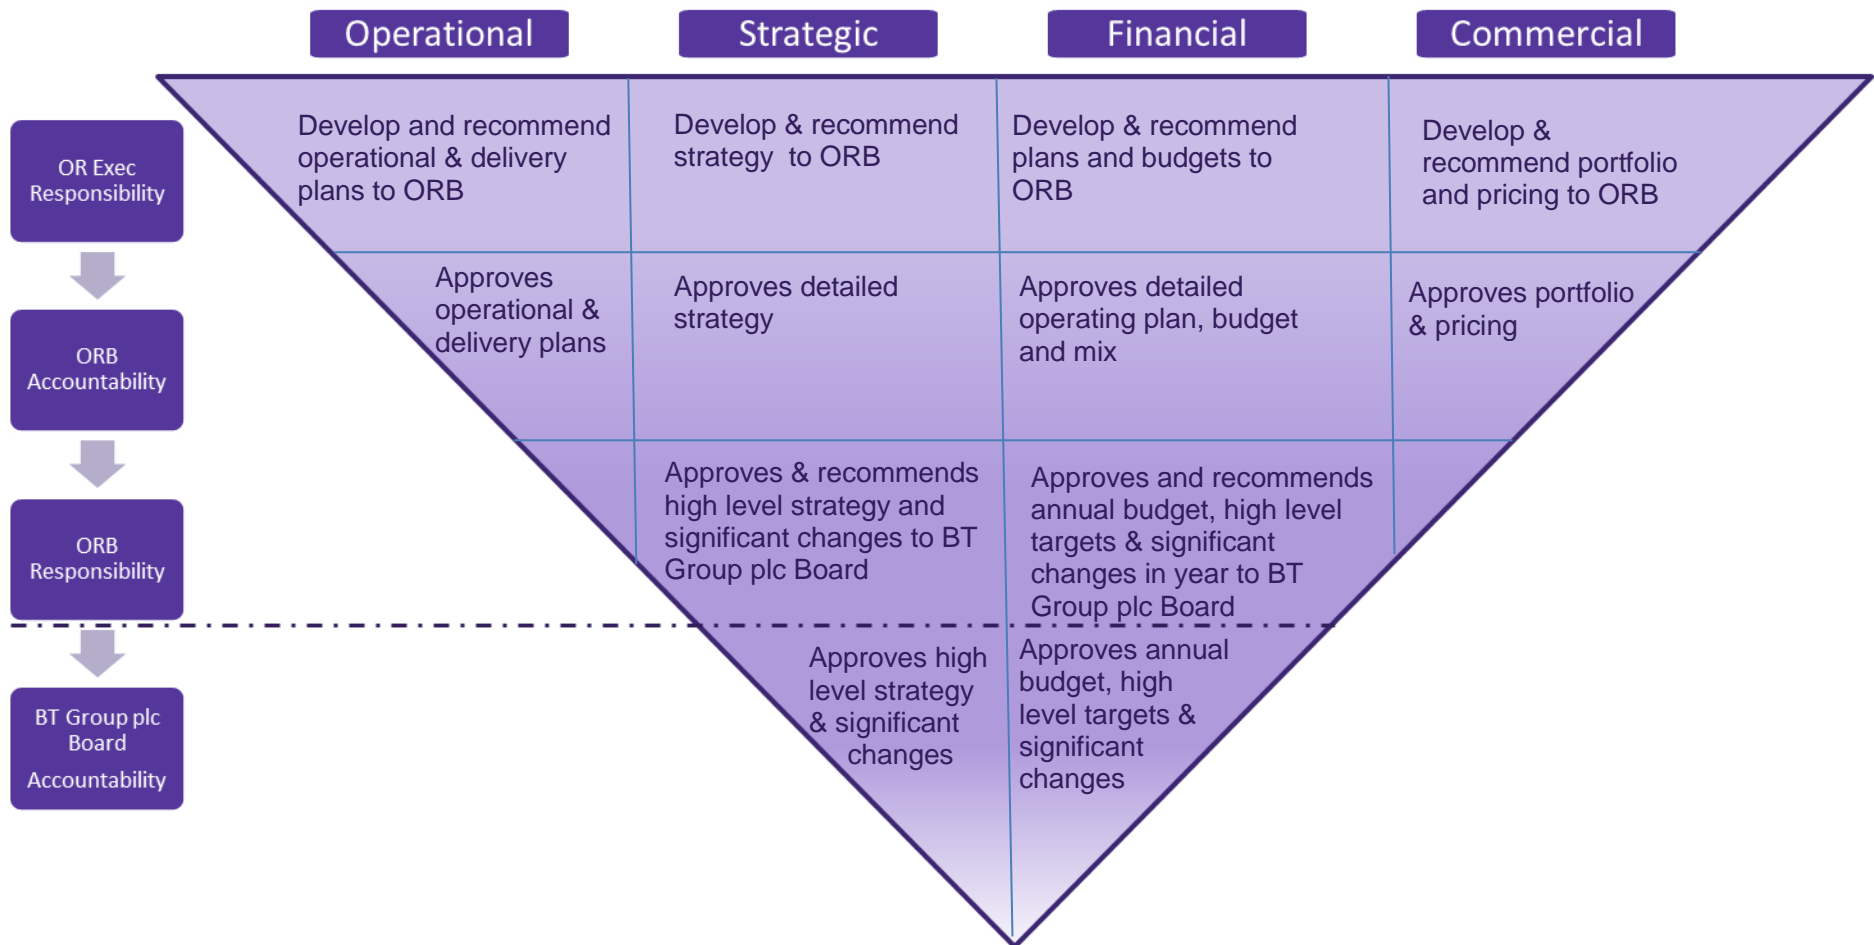 Operational
Strategic
Financial
Commercial
OR Exec
Responsibility
Develop and recommend
operational & delivery
plans to ORB
Develop & recommend
strategy to ORB
Develop & recommend
plans and budgets to
ORB
Develop &
recommend portfolio
and pricing to ORB
ORB
Accountability
Approves
operational &
delivery plans
Approves detailed
strategy
Approves detailed
operating plan, budget
and mix
Approves portfolio
& pricing
ORB
Responsibility
Approves & recommends
high level strategy and
significant changes to BT
Group plc Board
Approves and recommends
annual budget, high level
targets & significant
changes in year to BT
Group plc Board
BT Group plc
Board
Accountability
Approves high
level strategy
& significant
changes
Approves annual
budget, high
level targets &
significant
changes